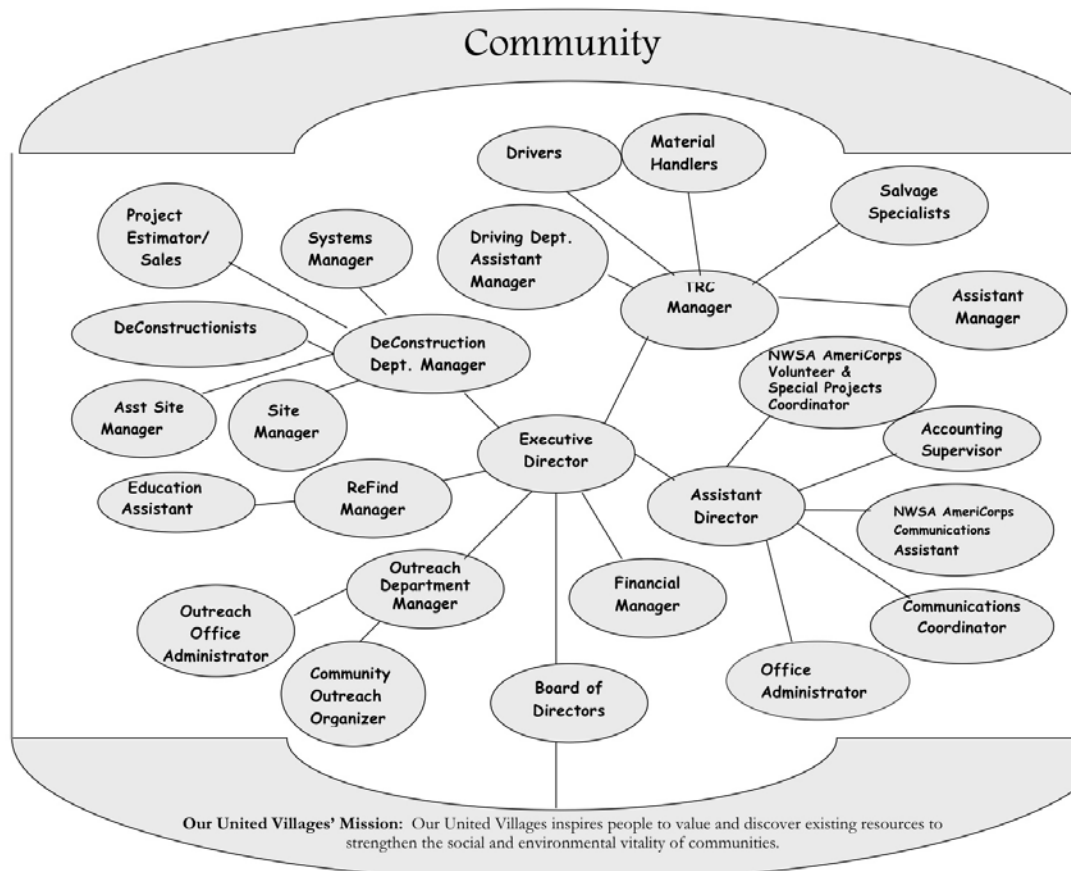 Community
Drivers
Material
Handlers
Salvage
Specialists
Project
Estimator/
Sales
Systems
Manager
Driving Dept.
Assistant
Manager
TRC
Manager
Assistant
Manager
DeConstructionists
DeConstruction
Dept. Manager
NWSA AmeriCorps
Volunteer &
Special Projects
Coordinator
Asst Site
Manager
Site
Manager
Executive
Director
Accounting
Supervisor
Education
Assistant
ReFind
Manager
Assistant
Director
NWSA AmeriCorps
Communications
Assistant
Outreach
Department
Manager
Financial
Manager
Communications
Coordinator
Outreach
Office
Administrator
Community
Outreach
Organizer
Board of
Directors
Office
Administrator
Our United Villages' Mission: Our United Villages inspires people to value and discover existing resources to
strengthen the social and environmental vitality of communities.